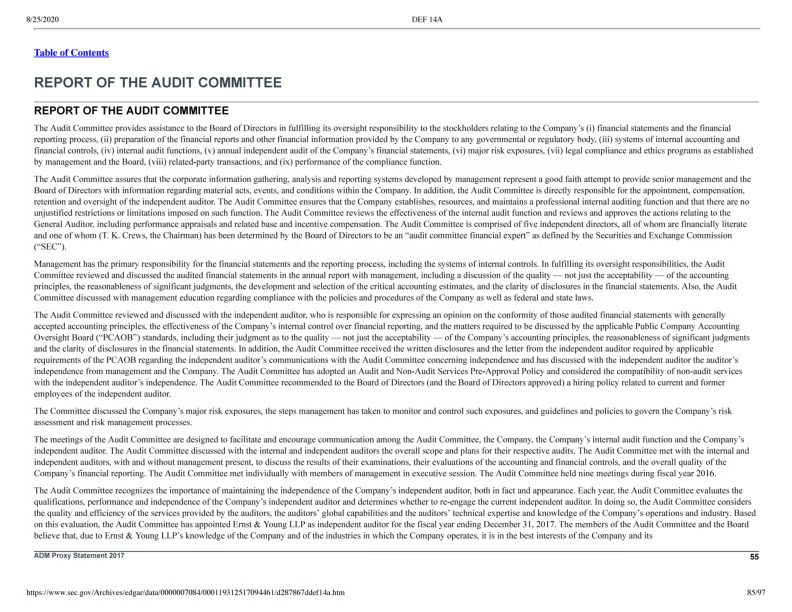 8/25/2020
DEF 14A
Table of Contents
REPORT OF THE AUDIT COMMITTEE
REPORT OF THE AUDIT COMMITTEE
The Audit Committee provides assistance to the Board of Directors in fulfilling its oversight responsibility to the stockholders relating to the Company’s (i) financial statements and the financial
reporting process, (ii) preparation of the financial reports and other financial information provided by the Company to any governmental or regulatory body, (iii) systems of internal accounting and
financial controls, (iv) internal audit functions, (v) annual independent audit of the Company’s financial statements, (vi) major risk exposures, (vii) legal compliance and ethics programs as established
by management and the Board, (viii) related-party transactions, and (ix) performance of the compliance function.
The Audit Committee assures that the corporate information gathering, analysis and reporting systems developed by management represent a good faith attempt to provide senior management and the
Board of Directors with information regarding material acts, events, and conditions within the Company. In addition, the Audit Committee is directly responsible for the appointment, compensation,
retention and oversight of the independent auditor. The Audit Committee ensures that the Company establishes, resources, and maintains a professional internal auditing function and that there are no
unjustified restrictions or limitations imposed on such function. The Audit Committee reviews the effectiveness of the internal audit function and reviews and approves the actions relating to the
General Auditor, including performance appraisals and related base and incentive compensation. The Audit Committee is comprised of five independent directors, all of whom are financially literate
and one of whom (T. K. Crews, the Chairman) has been determined by the Board of Directors to be an “audit committee financial expert” as defined by the Securities and Exchange Commission
(“SEC”).
Management has the primary responsibility for the financial statements and the reporting process, including the systems of internal controls. In fulfilling its oversight responsibilities, the Audit
Committee reviewed and discussed the audited financial statements in the annual report with management, including a discussion of the quality — not just the acceptability — of the accounting
principles, the reasonableness of significant judgments, the development and selection of the critical accounting estimates, and the clarity of disclosures in the financial statements. Also, the Audit
Committee discussed with management education regarding compliance with the policies and procedures of the Company as well as federal and state laws.
The Audit Committee reviewed and discussed with the independent auditor, who is responsible for expressing an opinion on the conformity of those audited financial statements with generally
accepted accounting principles, the effectiveness of the Company’s internal control over financial reporting, and the matters required to be discussed by the applicable Public Company Accounting
Oversight Board (“PCAOB”) standards, including their judgment as to the quality — not just the acceptability — of the Company’s accounting principles, the reasonableness of significant judgments
and the clarity of disclosures in the financial statements. In addition, the Audit Committee received the written disclosures and the letter from the independent auditor required by applicable
requirements of the PCAOB regarding the independent auditor’s communications with the Audit Committee concerning independence and has discussed with the independent auditor the auditor’s
independence from management and the Company. The Audit Committee has adopted an Audit and Non-Audit Services Pre-Approval Policy and considered the compatibility of non-audit services
with the independent auditor’s independence. The Audit Committee recommended to the Board of Directors (and the Board of Directors approved) a hiring policy related to current and former
employees of the independent auditor.
The Committee discussed the Company’s major risk exposures, the steps management has taken to monitor and control such exposures, and guidelines and policies to govern the Company’s risk
assessment and risk management processes.
The meetings of the Audit Committee are designed to facilitate and encourage communication among the Audit Committee, the Company, the Company’s internal audit function and the Company’s
independent auditor. The Audit Committee discussed with the internal and independent auditors the overall scope and plans for their respective audits. The Audit Committee met with the internal and
independent auditors, with and without management present, to discuss the results of their examinations, their evaluations of the accounting and financial controls, and the overall quality of the
Company’s financial reporting. The Audit Committee met individually with members of management in executive session. The Audit Committee held nine meetings during fiscal year 2016.
The Audit Committee recognizes the importance of maintaining the independence of the Company’s independent auditor, both in fact and appearance. Each year, the Audit Committee evaluates the
qualifications, performance and independence of the Company’s independent auditor and determines whether to re-engage the current independent auditor. In doing so, the Audit Committee considers
the quality and efficiency of the services provided by the auditors, the auditors’ global capabilities and the auditors’ technical expertise and knowledge of the Company’s operations and industry. Based
on this evaluation, the Audit Committee has appointed Ernst & Young LLP as independent auditor for the fiscal year ending December 31, 2017. The members of the Audit Committee and the Board
believe that, due to Ernst & Young LLP’s knowledge of the Company and of the industries in which the Company operates, it is in the best interests of the Company and its
ADM Proxy Statement 2017
55
https://www.sec.gov/Archives/edgar/data/0000007084/000119312517094461/d287867ddef14a.htm
85/97